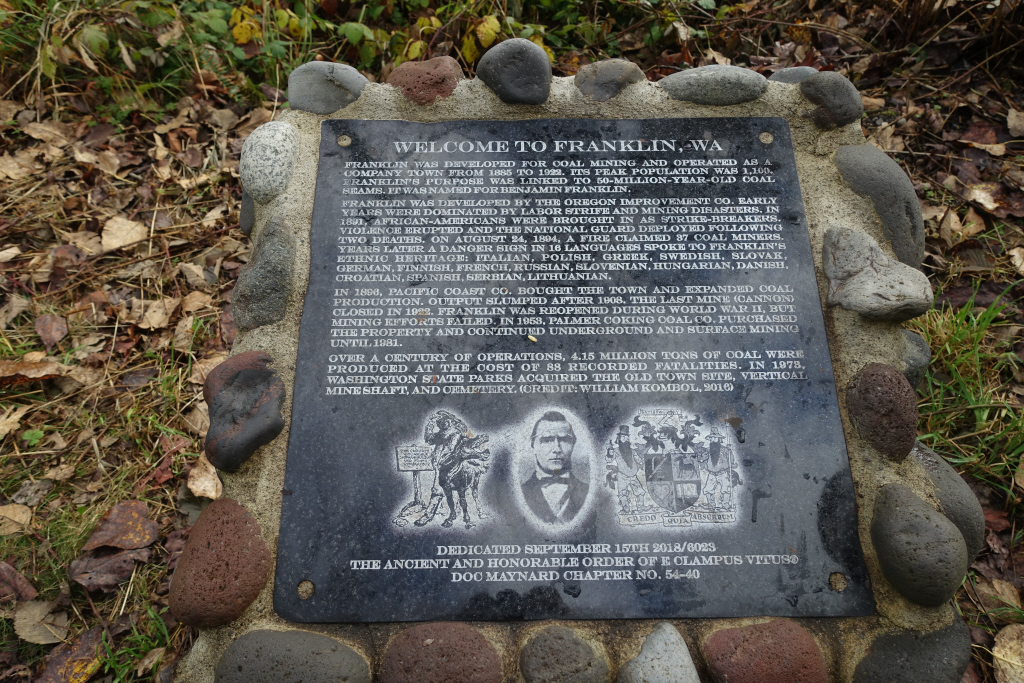 WELCOME TO FRANKLIN, WA
FRANKLIN WAS DEVELOPED FOR COAL MINING AND OPERATED AS A
COMPANY TOWN FROM 1885 TO 1922. ITS PEAK POPULATION WAS 1,100.
FRANKLIN'S PURPOSE WAS LINKED TO 50-MILLION-YEAR-OLD COAL
SEAMS. IT WAS NAMED FOR BENJAMIN FRANKLIN.
FRANKLIN WAS DEVELOPED BY THE OREGON IMPROVEMENT CO. EARLY
YEARS WERE DOMINATED BY LABOR STRIFE AND MINING DISASTERS. IN
1891, AFRICAN-AMERICANS WERE BROUGHT IN AS STRIKE-BREAKERS.
VIOLENCE ERUPTED AND THE NATIONAL GUARD DEPLOYED FOLLOWING
TWO DEATHS. ON AUGUST 24, 1894, A FIRE CLAIMED 37 COAL MINERS.
YEARS LATER A DANGER SIGN IN 16 LANGUAGES SPOKE TO FRANKLIN'S
ETHNIC HERITAGE: ITALIAN, POLISH, GREEK, SWEDISH, SLOVAK,
GERMAN, FINNISH, FRENCH, RUSSIAN, SLOVENIAN, HUNGARIAN, DANISH,
CROATIAN, SPANISH, SERBIAN, LITHUANIAN.
IN 1896, PACIFIC COAST CO. BOUGHT THE TOWN AND EXPANDED COAL
PRODUCTION. OUTPUT SLUMPED AFTER 1908. THE LAST MINE (CANNON)
CLOSED IN 1922. FRANKLIN WAS REOPENED DURING WORLD WAR II, BUT
MINING EFFORTS FAILED. IN 1953, PALMER COKING COAL CO. PURCHASED
THE PROPERTY AND CONTINUED UNDERGROUND AND SURFACE MINING
UNTIL 1981.
OVER A CENTURY OF OPERATIONS, 4.15 MILLION TONS OF COAL WERE
PRODUCED AT THE COST OF 88 RECORDED FATALITIES. IN 1973,
WASHINGTON STATE PARKS ACQUIRED THE OLD TOWN SITE, VERTICAL
MINESHAFT, AND CEMETERY. (CREDIT: WILLIAM KOMBOL, 2016)
CREDO QUIA ABSURDUM
DEDICATED SEPTEMBER 15TH 2018/6023
THE ANCIENT AND HONORABLE ORDER OF E CLAMPUS VITUS®
DOC MAYNARD CHAPTER NO. 54-40